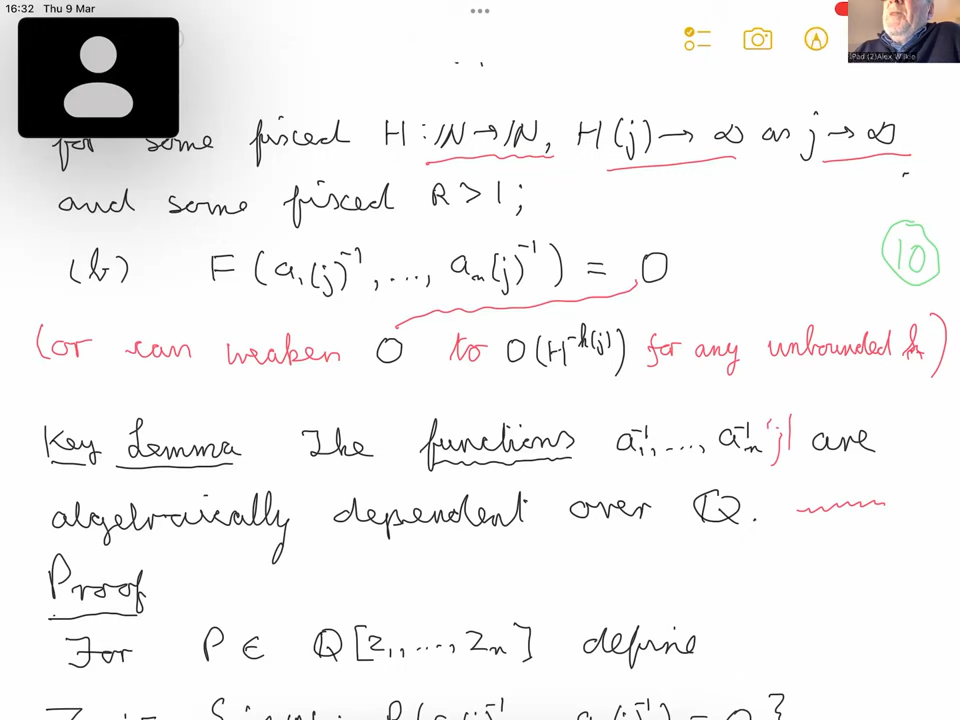 16:32 Thu 9 Mar
iPad (2)Alex Wilkie
for some fixed H : ℕ → ℕ, H(j) → ∞ as j → ∞
and some fixed R > 1 ;
(b) F(a₁(j)⁻¹, ..., aₙ(j)⁻¹) = 0
10
(or can weaken 0 to O(H^{-h(j)}) for any unbounded h)
Key Lemma The functions a₁⁻¹, ..., aₙ⁻¹ are
algebraically dependent over ℚ.
Proof
For P ∈ ℚ[z₁, ..., zₙ] define